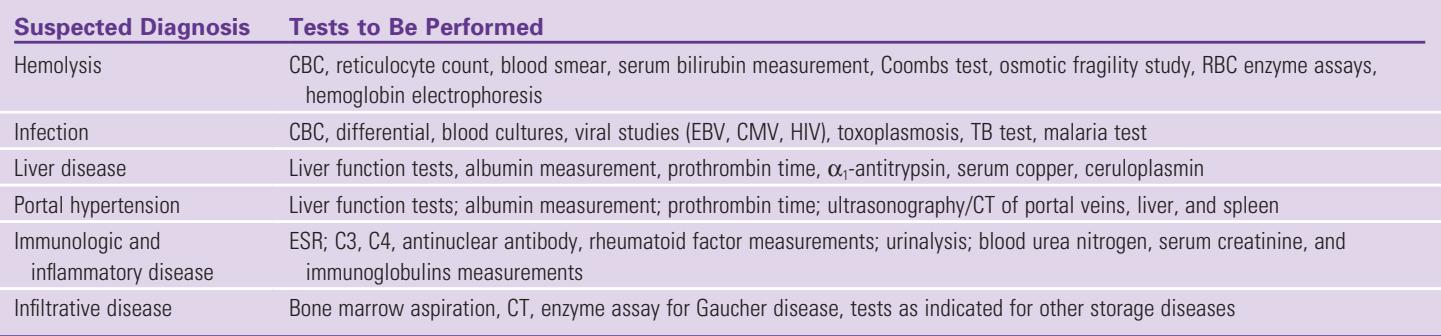 Suspected Diagnosis Tests to Be Performed
Hemolysis CBC, reticulocyte count, blood smear, serum bilirubin measurement, Coombs test, osmotic fragility study, RBC enzyme assays,
hemoglobin electrophoresis
Infection CBC, differential, blood cultures, viral studies (EBV, CMV, HIV), toxoplasmosis, TB test, malaria test
Liver disease Liver function tests, albumin measurement, prothrombin time, α₁-antitrypsin, serum copper, ceruloplasmin
Portal hypertension Liver function tests; albumin measurement; prothrombin time; ultrasonography/CT of portal veins, liver, and spleen
Immunologic and ESR; C3, C4, antinuclear antibody, rheumatoid factor measurements; urinalysis; blood urea nitrogen, serum creatinine, and
inflammatory disease immunoglobulins measurements
Infiltrative disease Bone marrow aspiration, CT, enzyme assay for Gaucher disease, tests as indicated for other storage diseases